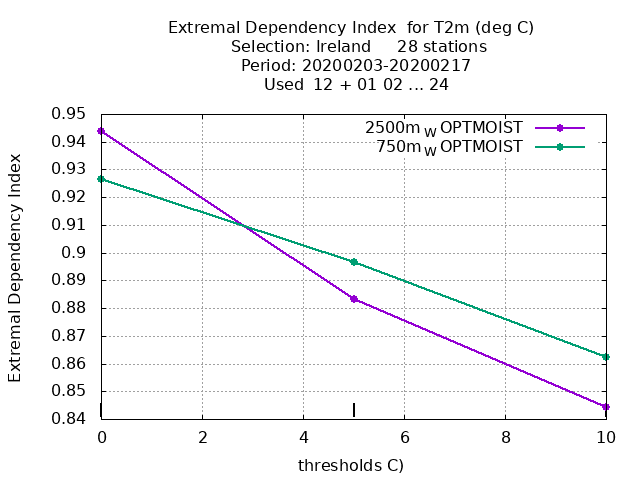 Extremal Dependency Index  for T2m (deg C)
Selection: Ireland     28 stations
Period: 20200203-20200217
Used  12 + 01 02 ... 24
Extremal Dependency Index
0.95
0.94
0.93
0.92
0.91
0.9
0.89
0.88
0.87
0.86
0.85
0.84
2500m W OPTMOIST
750m W OPTMOIST
0 2 4 6 8 10
thresholds C)